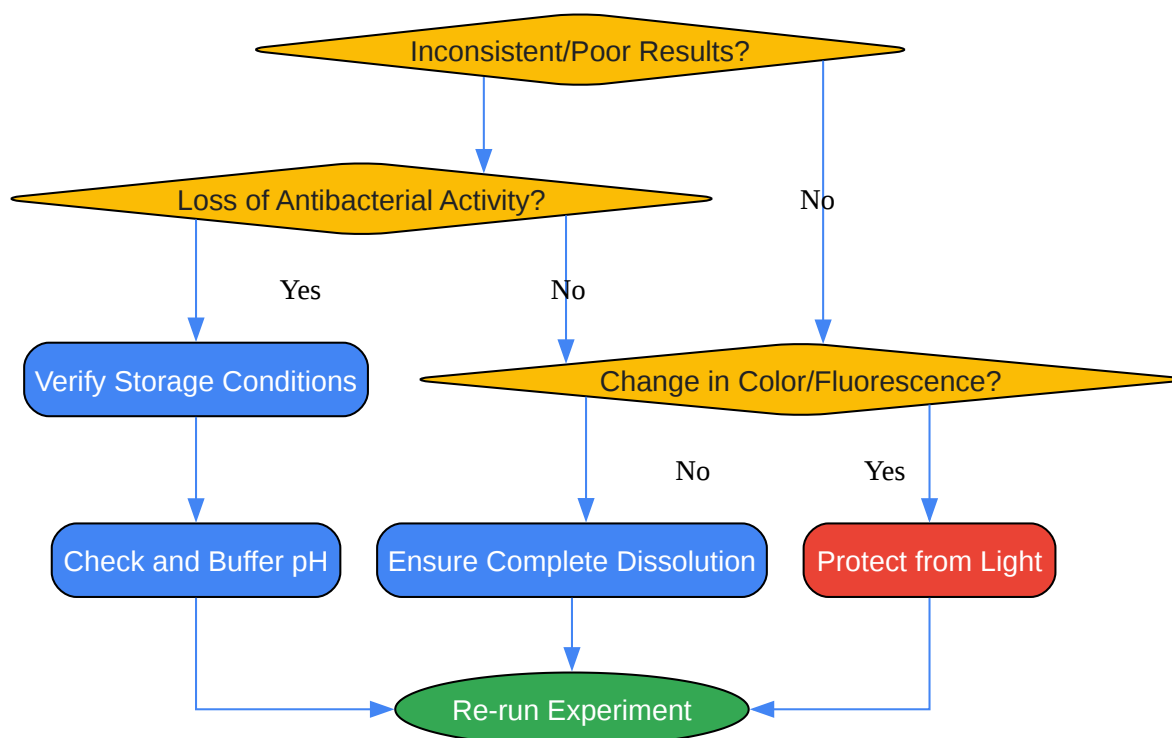 Inconsistent/Poor Results?
Loss of Antibacterial Activity?
No
Yes
No
Verify Storage Conditions
Change in Color/Fluorescence?
No
Yes
Check and Buffer pH
Ensure Complete Dissolution
Protect from Light
Re-run Experiment